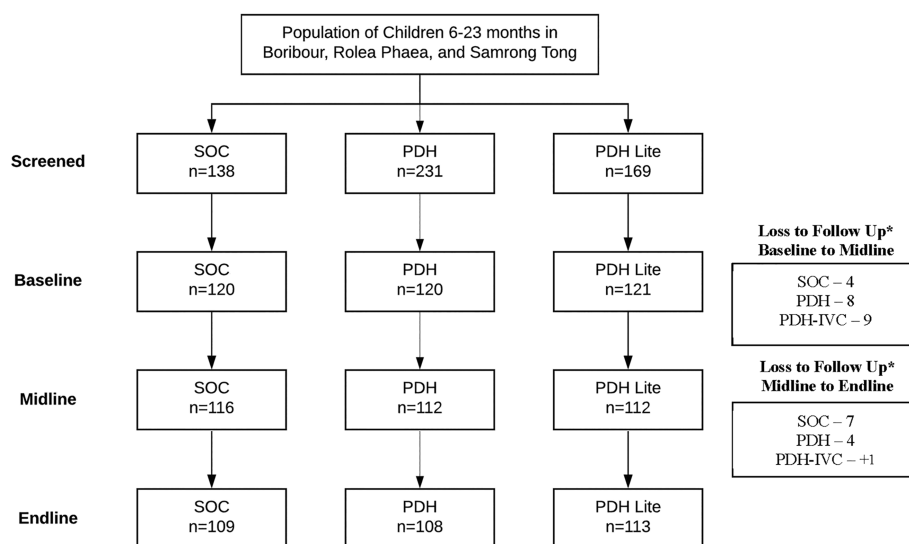 Population of Children 6-23 months in
Boribour, Rolea Phaea, and Samrong Tong
Screened
SOC
n=138
PDH
n=231
PDH Lite
n=169
Baseline
SOC
n=120
PDH
n=120
PDH Lite
n=121
Loss to Follow Up*
Baseline to Midline
SOC – 4
PDH – 8
PDH-IVC – 9
Midline
SOC
n=116
PDH
n=112
PDH Lite
n=112
Loss to Follow Up*
Midline to Endline
SOC – 7
PDH – 4
PDH-IVC – +1
Endline
SOC
n=109
PDH
n=108
PDH Lite
n=113